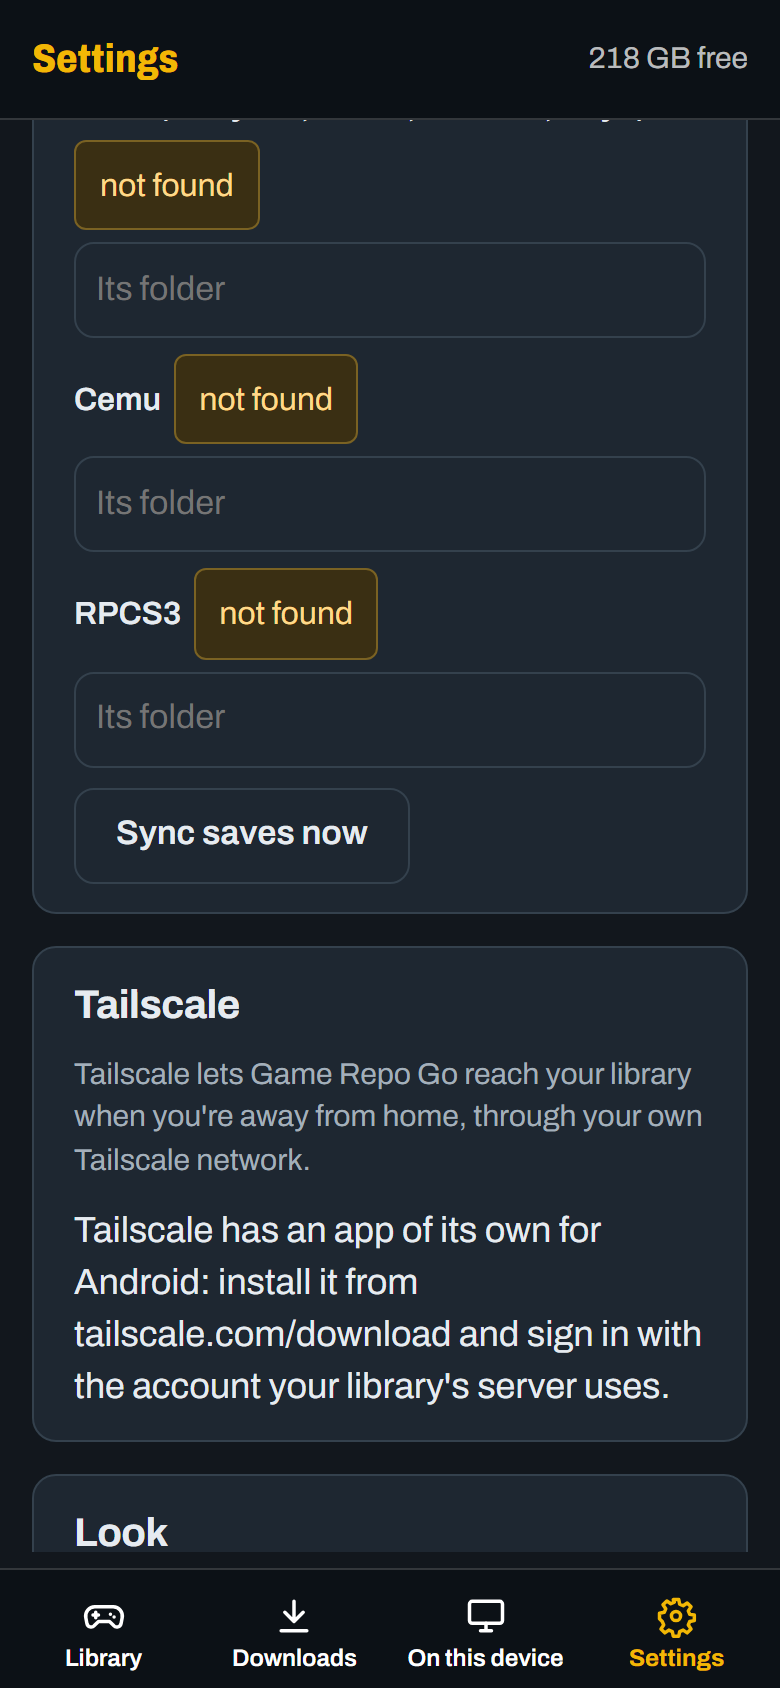 Settings
218 GB free
not found
Its folder
Cemu not found
Its folder
RPCS3 not found
Its folder
Sync saves now
Tailscale
Tailscale lets Game Repo Go reach your library
when you're away from home, through your own
Tailscale network.
Tailscale has an app of its own for
Android: install it from
tailscale.com/download and sign in with
the account your library's server uses.
Look
Library
Downloads
On this device
Settings